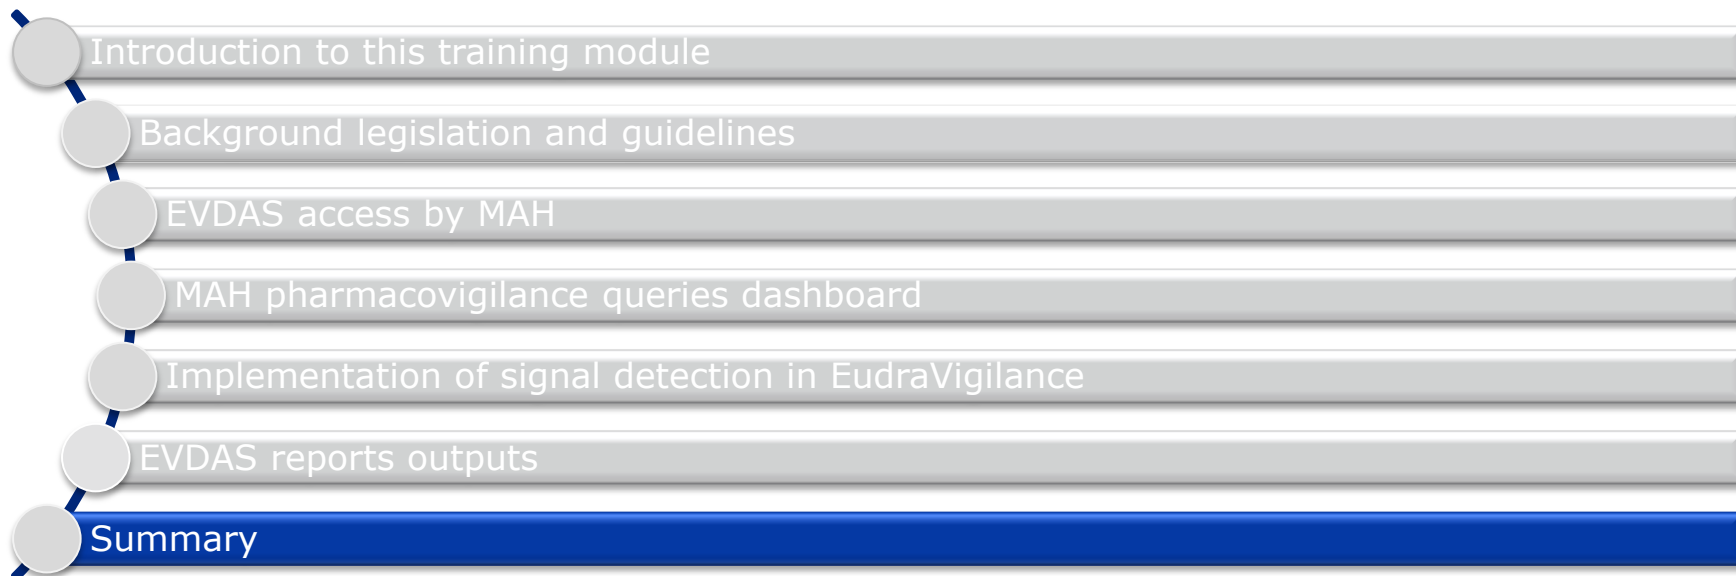 Introduction to this training module
Background legislation and guidelines
EVDAS access by MAH
MAH pharmacovigilance queries dashboard
Implementation of signal detection in EudraVigilance
EVDAS reports outputs
Summary